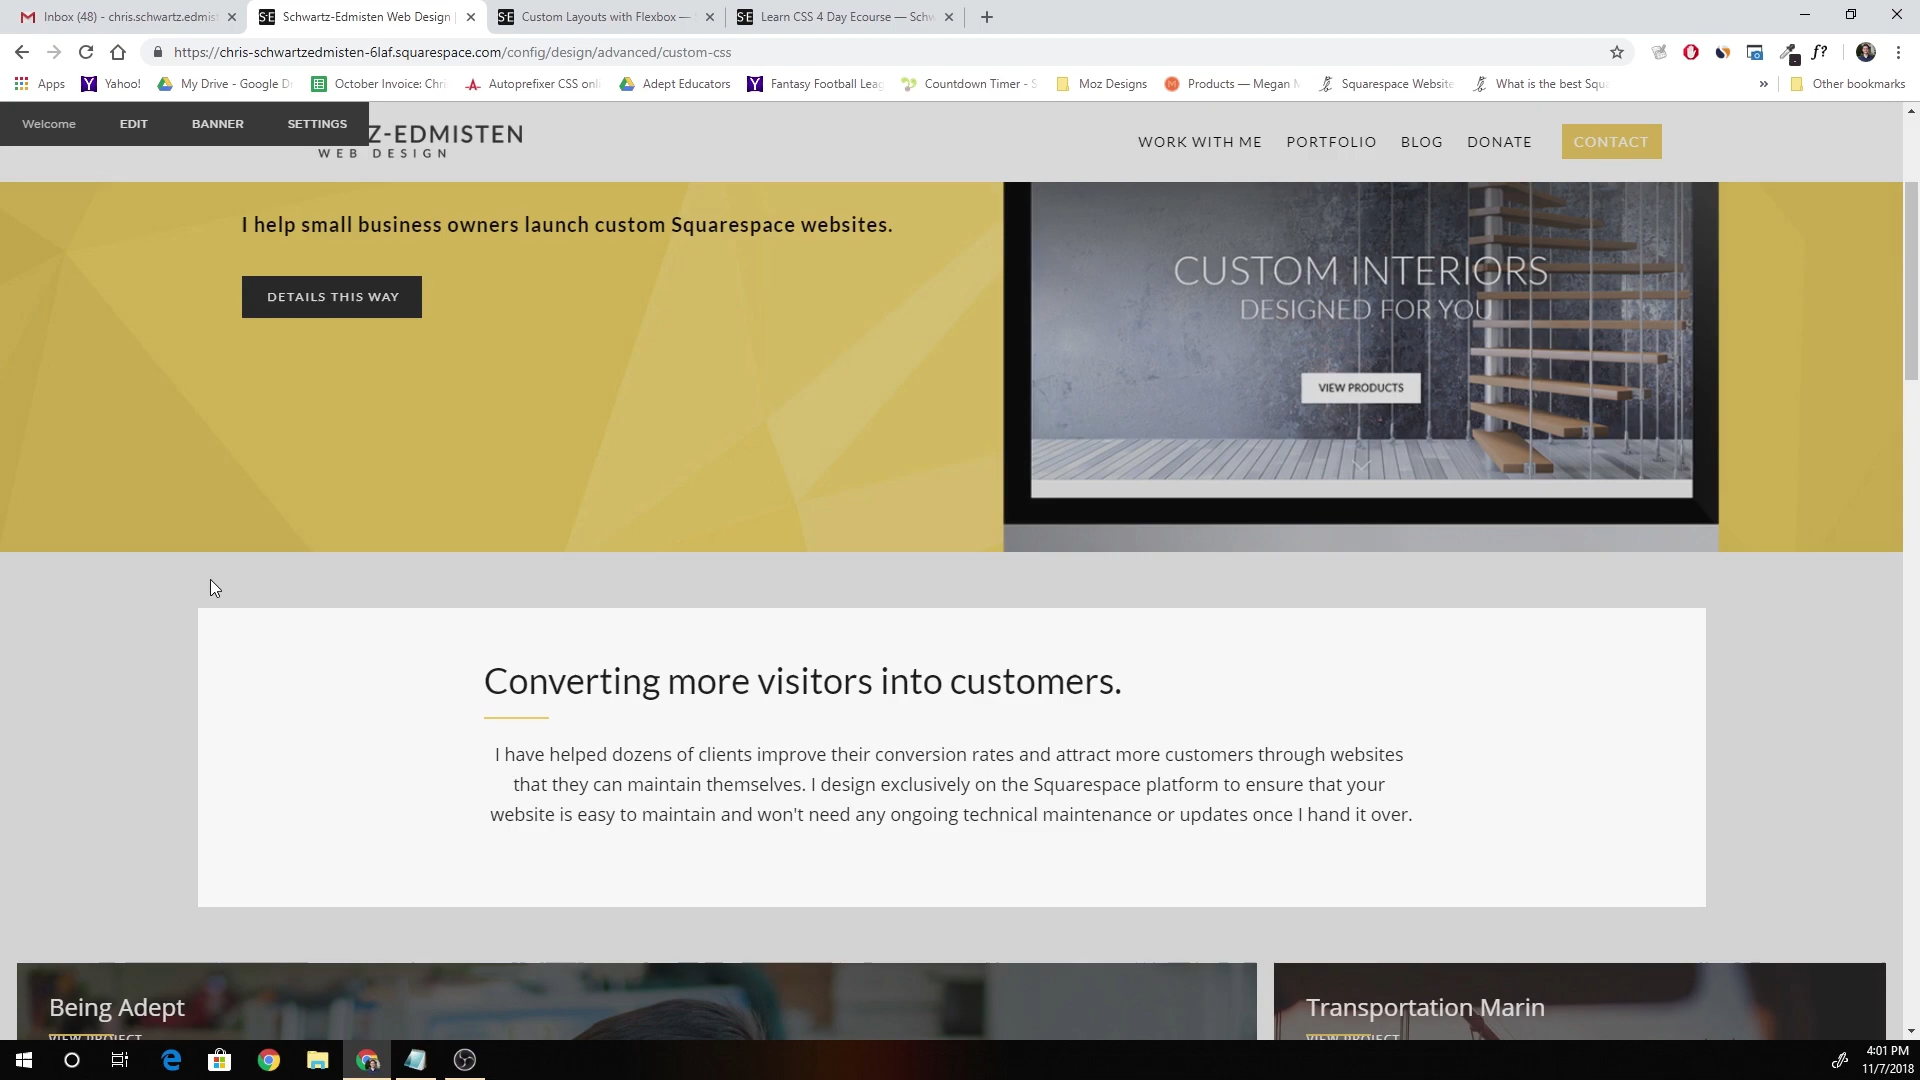 Inbox (48) - chris.schwartz.edmist
Schwartz-Edmisten Web Design |
Custom Layouts with Flexbox —
Learn CSS 4 Day Ecourse — Schw
https://chris-schwartzedmisten-6laf.squarespace.com/config/design/advanced/custom-css
f?
Apps
Yahoo!
My Drive - Google Dr
October Invoice: Chri
Autoprefixer CSS onli
Adept Educators
Fantasy Football Leag
Countdown Timer - S
Moz Designs
Products — Megan M
Squarespace Website
What is the best Squa
»
Other bookmarks
Welcome
EDIT
BANNER
SETTINGS
Z-EDMISTEN
WEB DESIGN
WORK WITH ME
PORTFOLIO
BLOG
DONATE
CONTACT
I help small business owners launch custom Squarespace websites.
DETAILS THIS WAY
CUSTOM INTERIORS
DESIGNED FOR YOU
VIEW PRODUCTS
Converting more visitors into customers.
I have helped dozens of clients improve their conversion rates and attract more customers through websites
that they can maintain themselves. I design exclusively on the Squarespace platform to ensure that your
website is easy to maintain and won't need any ongoing technical maintenance or updates once I hand it over.
Being Adept
VIEW PROJECT
Transportation Marin
VIEW PROJECT
4:01 PM
11/7/2018